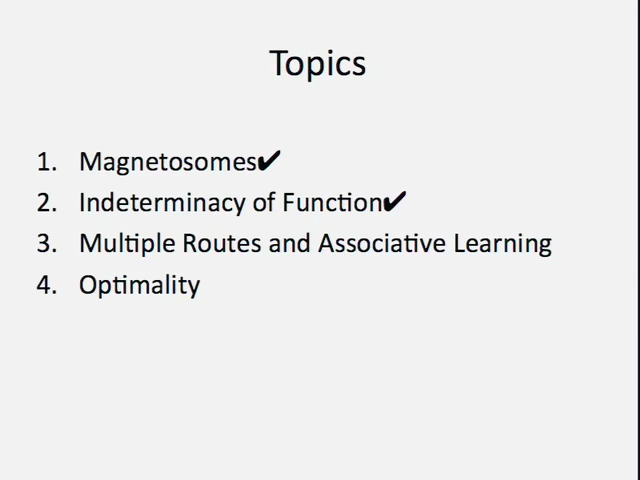 Topics
1. Magnetosomes✔
2. Indeterminacy of Function✔
3. Multiple Routes and Associative Learning
4. Optimality